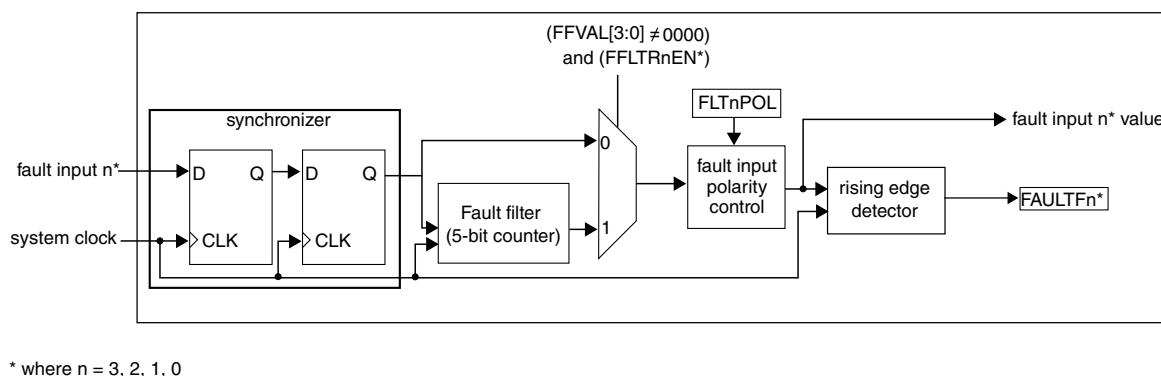 (FFVAL[3:0] ≠ 0000)
and (FFLTRnEN*)
FLTnPOL
synchronizer
fault input n* value
0
fault input n*
D Q
D Q
fault input
polarity
control
rising edge
detector
FAULTFn*
Fault filter
(5-bit counter)
1
system clock
CLK
CLK
* where n = 3, 2, 1, 0